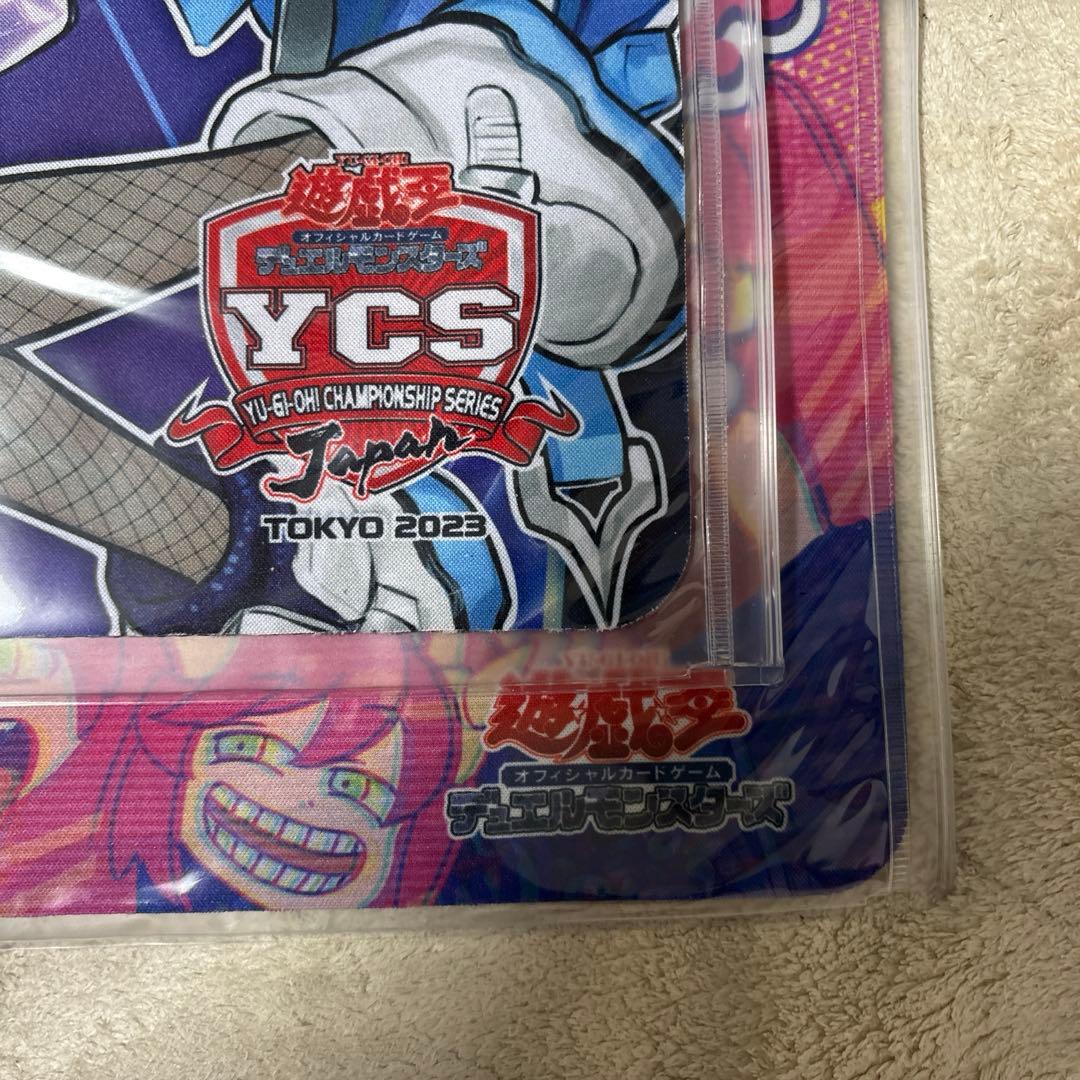 YU-GI-OH
遊戯王
オフィシャルカードゲーム
デュエルモンスターズ
YCS
YU-GI-OH! CHAMPIONSHIP SERIES
Japan
TOKYO 2023
遊戯王
オフィシャルカードゲーム
デュエルモンスターズ